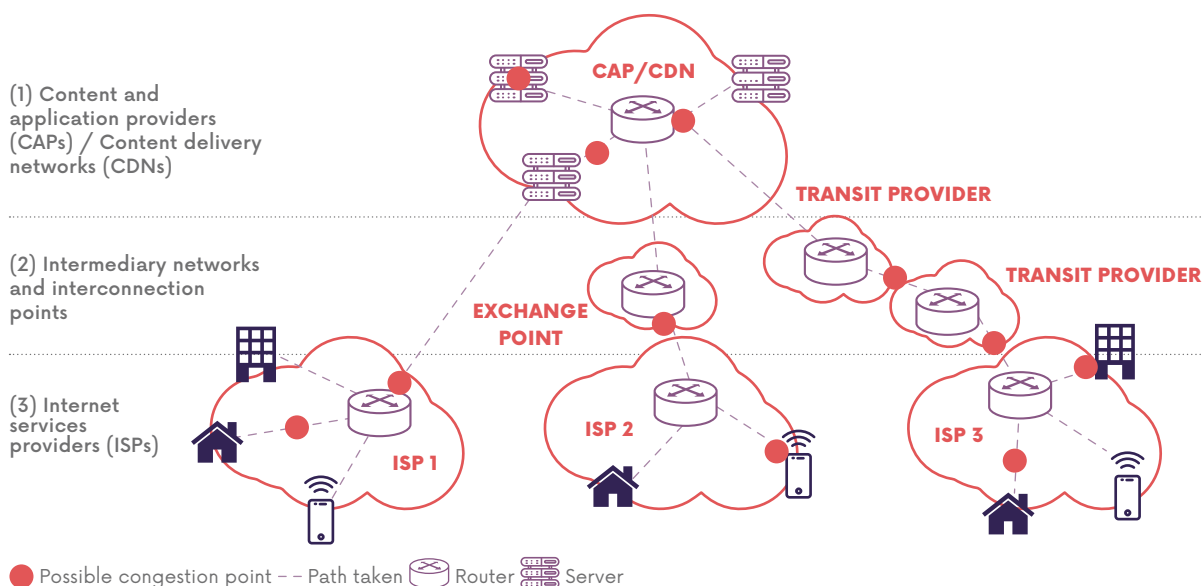 (1) Content and
application providers
(CAPs) / Content delivery
networks (CDNs)
CAP/CDN
TRANSIT PROVIDER
(2) Intermediary networks
and interconnection
points
TRANSIT PROVIDER
EXCHANGE
POINT
(3) Internet
services
providers (ISPs)
ISP 1
ISP 2
ISP 3
Possible congestion point
Path taken
Router
Server